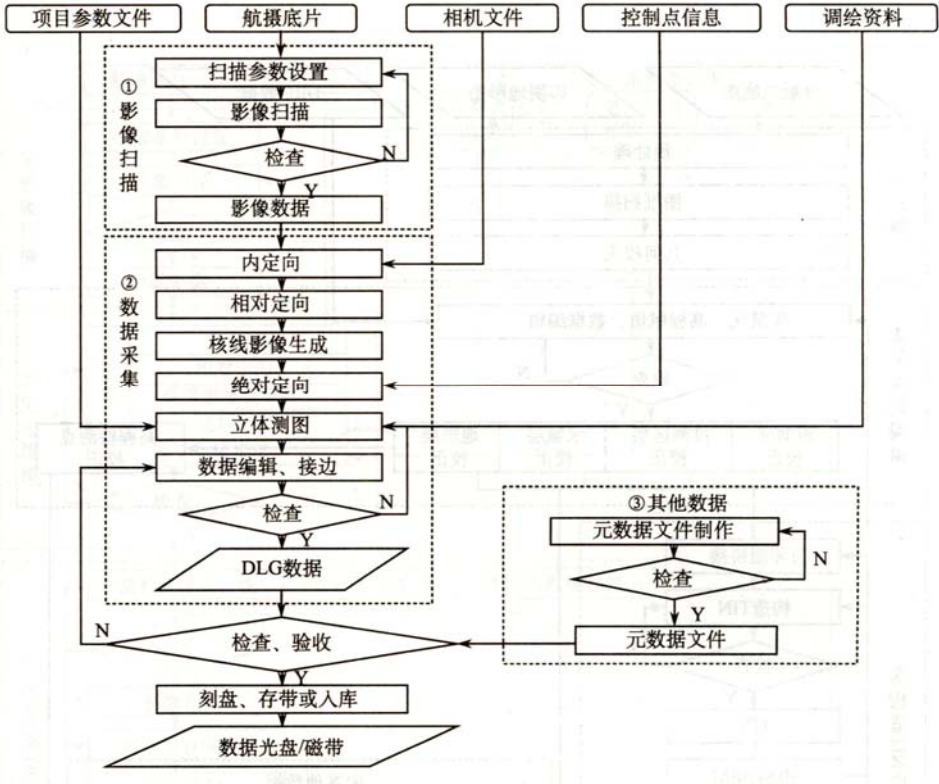 项目参数文件
航摄底片
相机文件
控制点信息
调绘资料
①影像扫描
扫描参数设置
影像扫描
检查
N
Y
影像数据
②数据采集
内定向
相对定向
核线影像生成
绝对定向
立体测图
数据编辑、接边
检查
N
Y
DLG数据
③其他数据
元数据文件制作
检查
N
Y
元数据文件
N
检查、验收
Y
刻盘、存带或入库
数据光盘/磁带